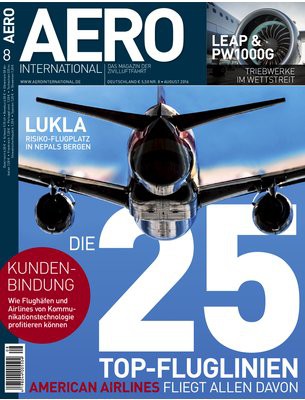 AERO
8
AERO
INTERNATIONAL
DAS MAGAZIN DER
ZIVILLUFTFAHRT
WWW.AEROINTERNATIONAL.DE
DEUTSCHLAND € 5,50
NR. 8 • AUGUST 2016
LEAP &
PW1000G
TRIEBWERKE
IM WETTSTREIT
LUKLA
RISIKO-FLUGPLATZ
IN NEPALS BERGEN
DIE
25
TOP-FLUGLINIEN
AMERICAN AIRLINES FLIEGT ALLEN DAVON
KUNDEN-
BINDUNG
Wie Flughäfen und
Airlines von Kommu-
nikationstechnologie
profitieren können